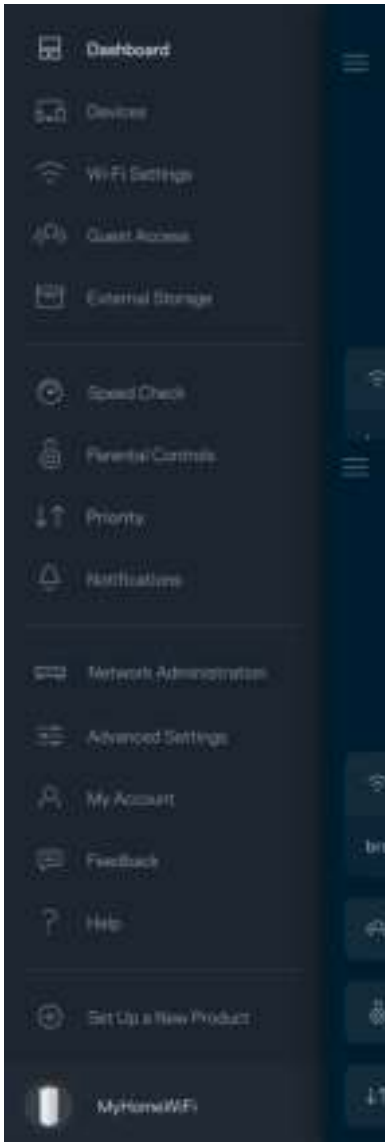 Dashboard
Devices
Wi-Fi Settings
Guest Access
External Storage
Speed Check
Parental Controls
Priority
Notifications
Network Administration
Advanced Settings
My Account
Feedback
? Help
Set Up a New Product
MyHomeWiFi